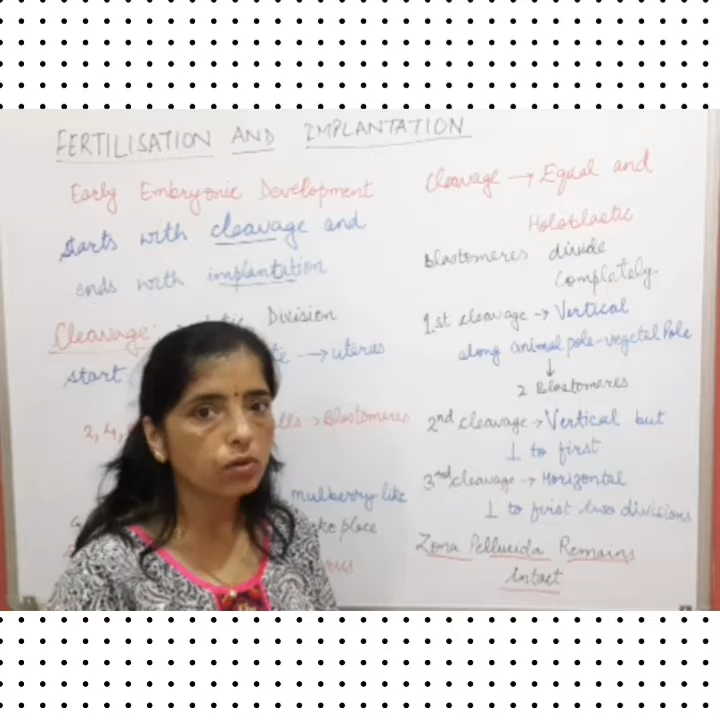 FERTILISATION AND IMPLANTATION
Early Embryonic Development
starts with cleavage and
ends with implantation
Cleavage: Division
start → uterus
2, 4, → Blastomeres
mulberry like
take place
Cleavage → Equal and
Holoblastic
Blastomeres divide
completely.
1st cleavage → Vertical
along animal pole-vegetal Pole
↓
2 Blastomeres
2nd cleavage → Vertical but
⊥ to first
3rd cleavage → Horizontal
⊥ to first two divisions
Zona Pellucida Remains
intact